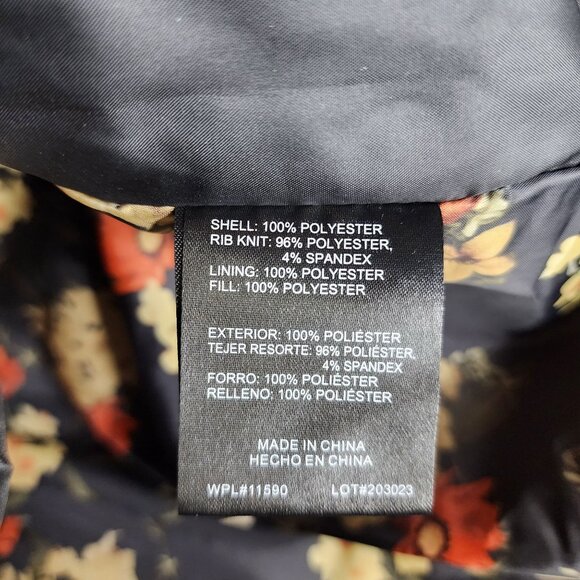 SHELL: 100% POLYESTER
RIB KNIT: 96% POLYESTER,
4% SPANDEX
LINING: 100% POLYESTER
FILL: 100% POLYESTER
EXTERIOR: 100% POLIÉSTER
TEJER RESORTE: 96% POLIÉSTER,
4% SPANDEX
FORRO: 100% POLIÉSTER
RELLENO: 100% POLIÉSTER
MADE IN CHINA
HECHO EN CHINA
WPL#11590 LOT#203023